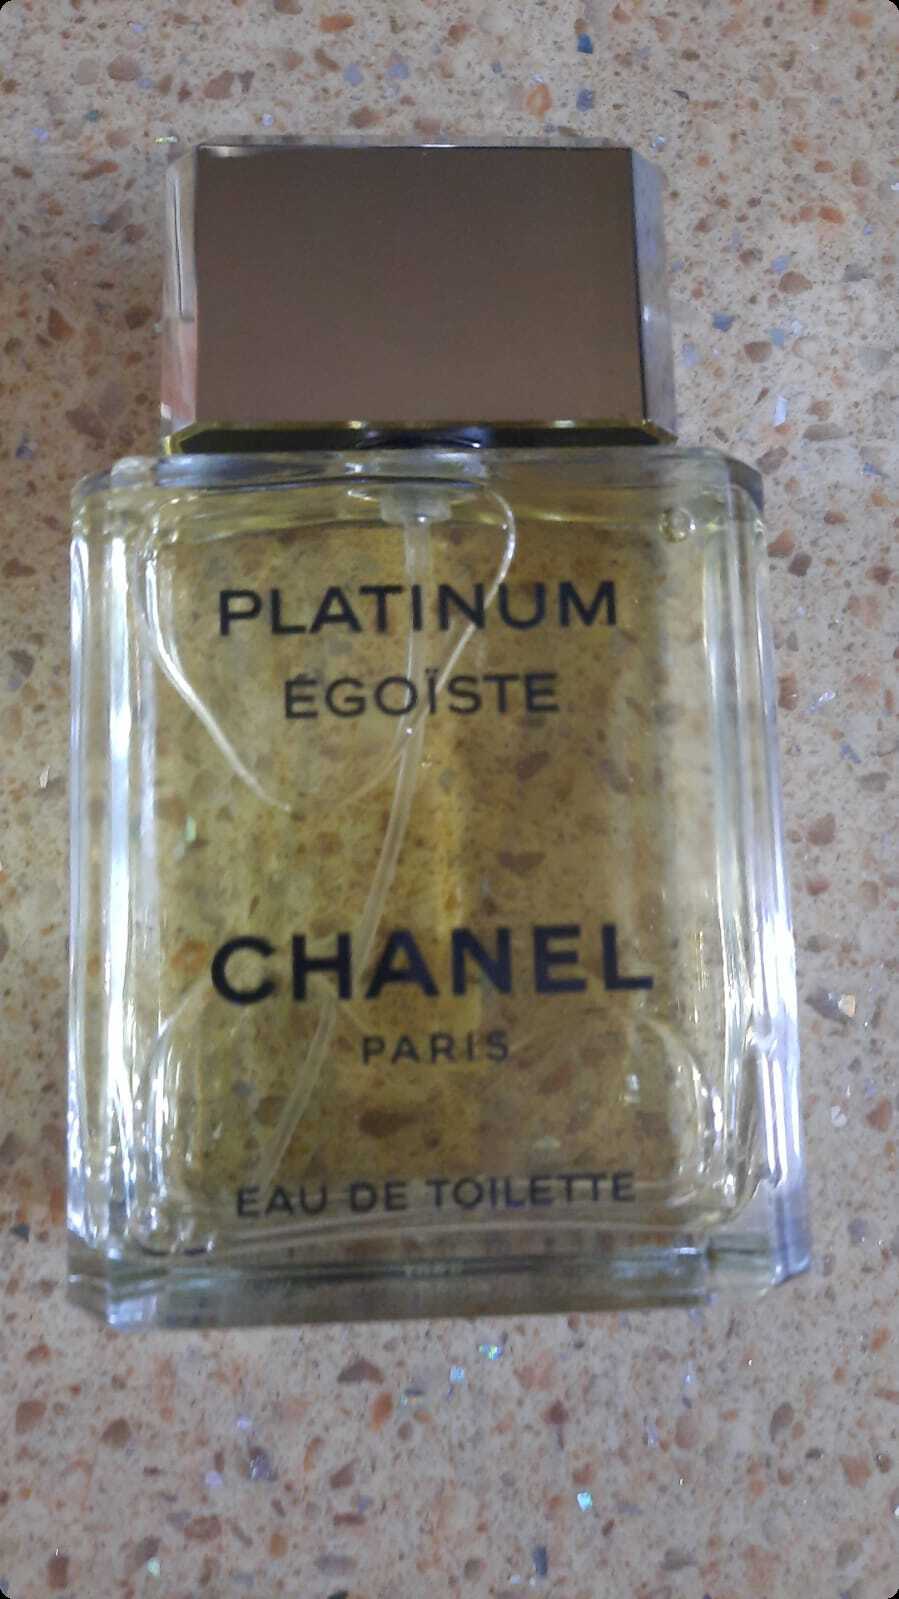 PLATINUM
ÉGOÏSTE
CHANEL
PARIS
EAU DE TOILETTE